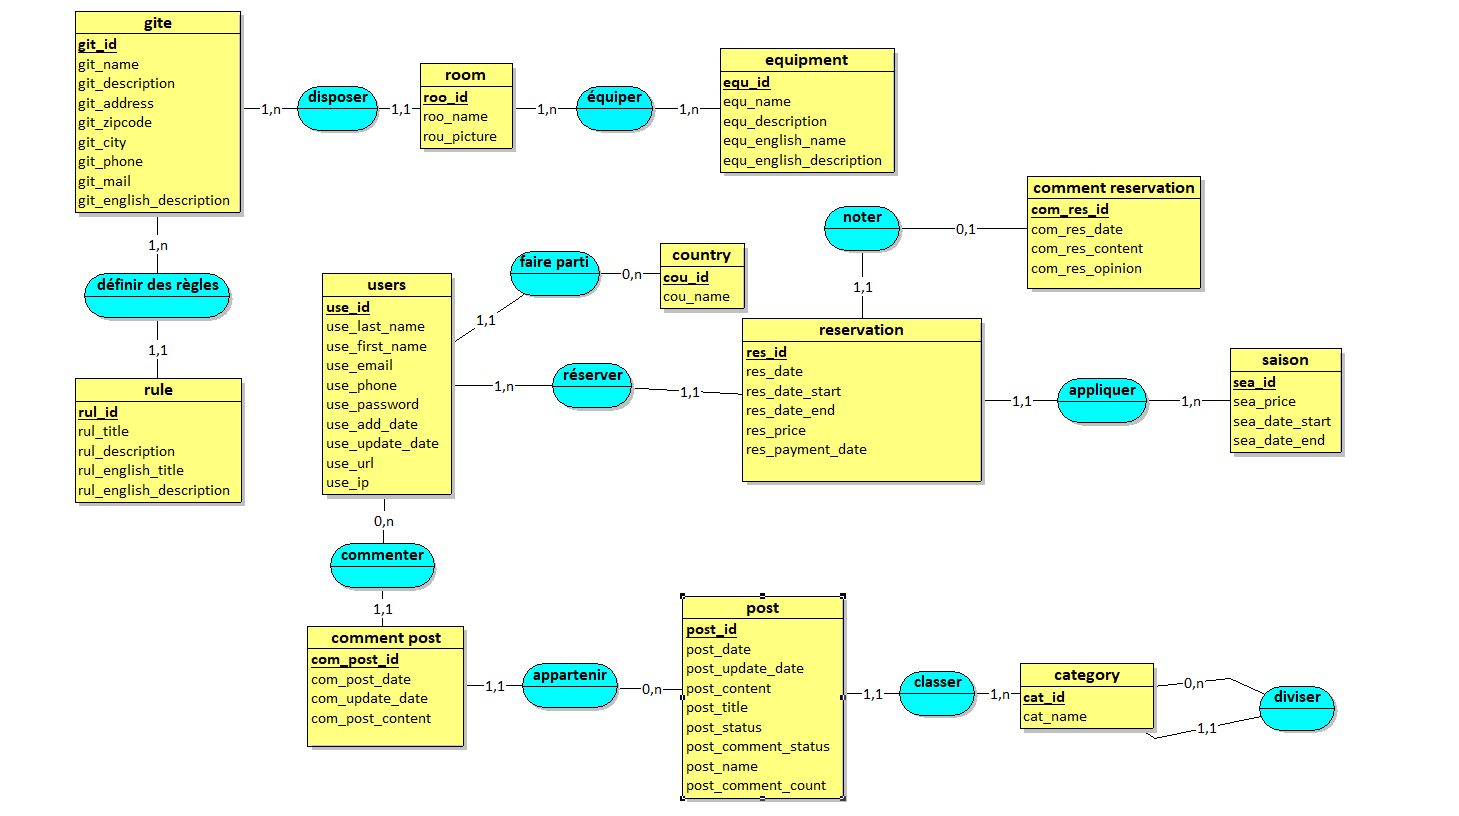 gite
git_id
git_name
git_description
git_address
git_zipcode
git_city
git_phone
git_mail
git_english_description
1,n
disposer
1,1
room
roo_id
roo_name
rou_picture
1,n
équiper
1,n
equipment
equ_id
equ_name
equ_description
equ_english_name
equ_english_description
1,n
définir des règles
1,1
rule
rul_id
rul_title
rul_description
rul_english_title
rul_english_description
users
use_id
use_last_name
use_first_name
use_email
use_phone
use_password
use_add_date
use_update_date
use_url
use_ip
1,1
faire parti
0,n
country
cou_id
cou_name
1,n
réserver
1,1
reservation
res_id
res_date
res_date_start
res_date_end
res_price
res_payment_date
1,1
noter
0,1
comment reservation
com_res_id
com_res_date
com_res_content
com_res_opinion
1,1
appliquer
1,n
saison
sea_id
sea_price
sea_date_start
sea_date_end
0,n
commenter
1,1
comment post
com_post_id
com_post_date
com_update_date
com_post_content
1,1
appartenir
0,n
post
post_id
post_date
post_update_date
post_content
post_title
post_status
post_comment_status
post_name
post_comment_count
1,1
classer
1,n
category
cat_id
cat_name
0,n
diviser
1,1